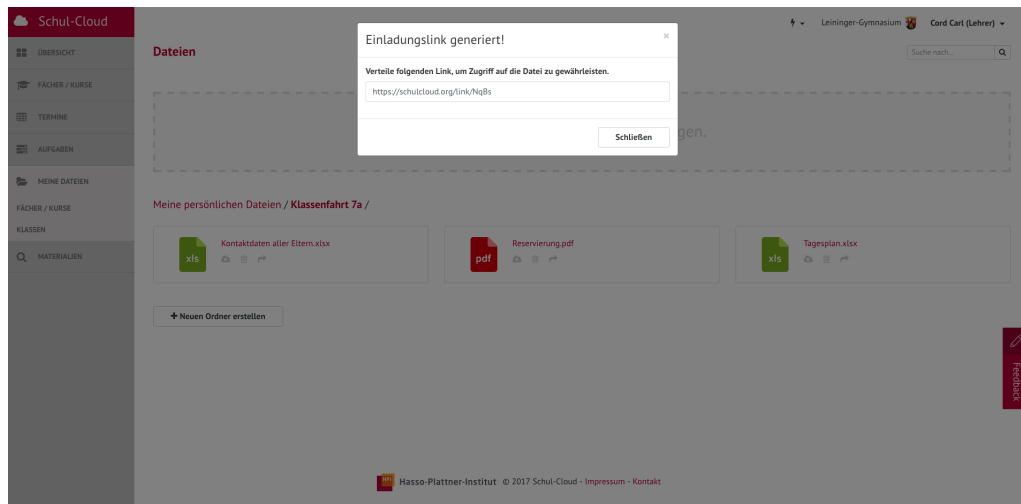 Schul-Cloud
Leininger-Gymnasium
Cord Carl (Lehrer)
ÜBERSICHT
FÄCHER / KURSE
TERMINE
AUFGABEN
MEINE DATEIEN
FÄCHER / KURSE
KLASSEN
MATERIALIEN
Dateien
Suche nach...
Einladungslink generiert!
×
Verteile folgenden Link, um Zugriff auf die Datei zu gewährleisten.
https://schulcloud.org/link/NqBs
Schließen
gen.
Meine persönlichen Dateien / Klassenfahrt 7a /
xls
Kontaktdaten aller Eltern.xlsx
pdf
Reservierung.pdf
xls
Tagesplan.xlsx
+ Neuen Ordner erstellen
Feedback
HPI
Hasso-Plattner-Institut © 2017 Schul-Cloud - Impressum - Kontakt